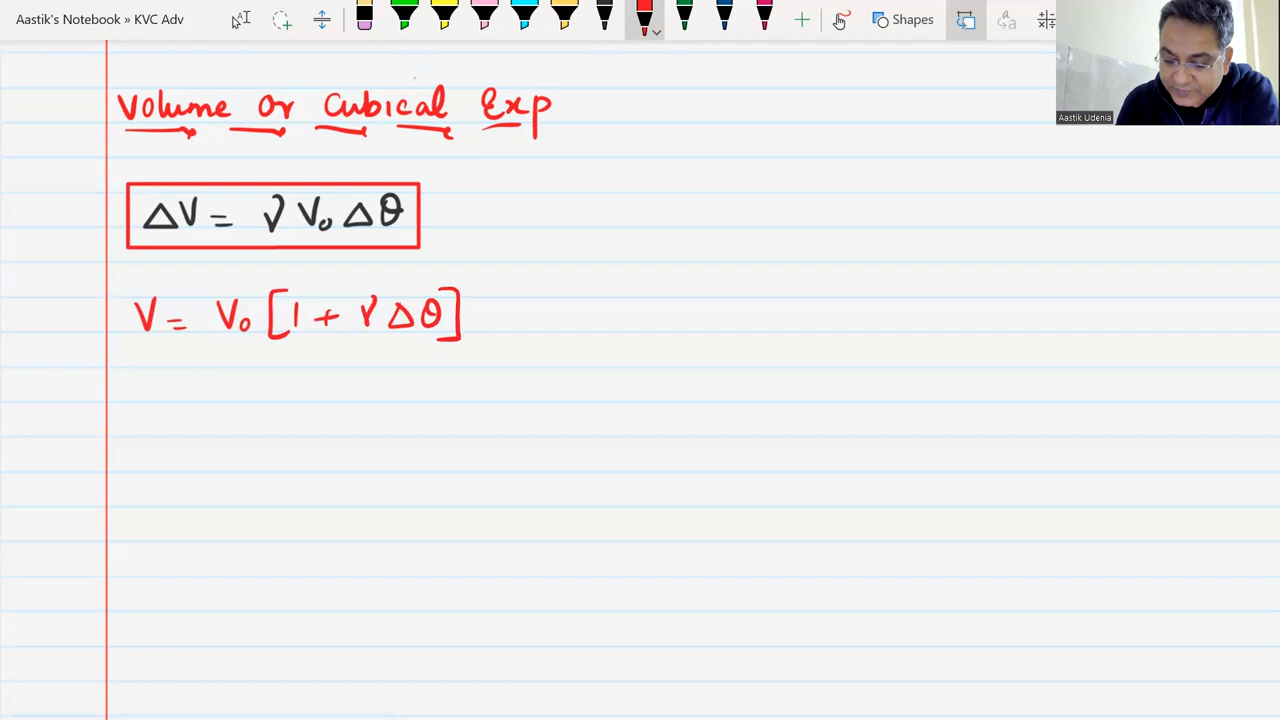 Aastik's Notebook » KVC Adv
Shapes
Aastik Udenia
Volume or Cubical Exp
ΔV = γ V₀ Δθ
V = V₀ [1 + γ Δθ]